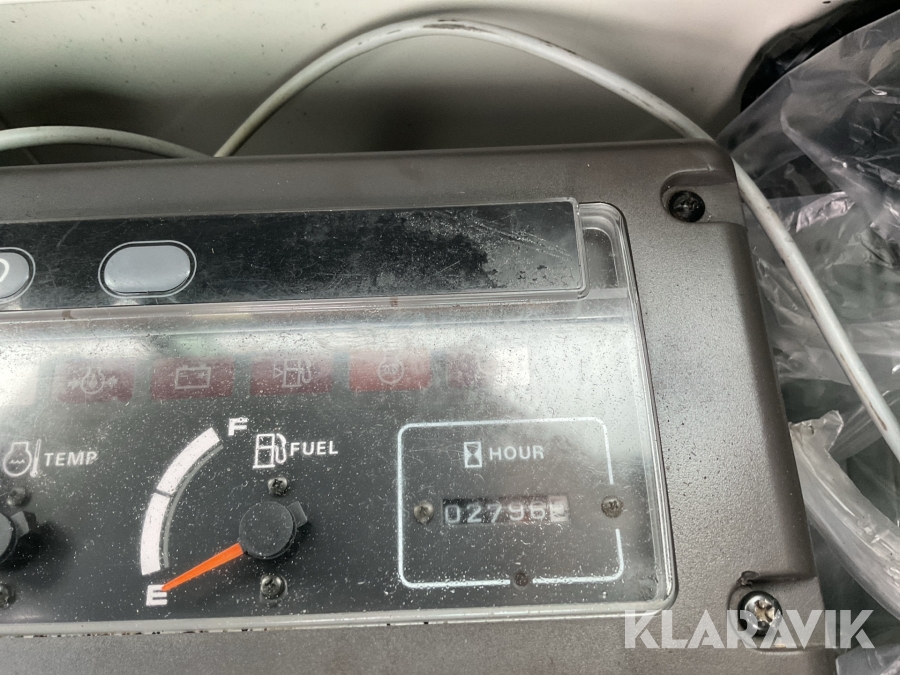 F
FUEL
TEMP
E
HOUR
02796
KLARAVIK